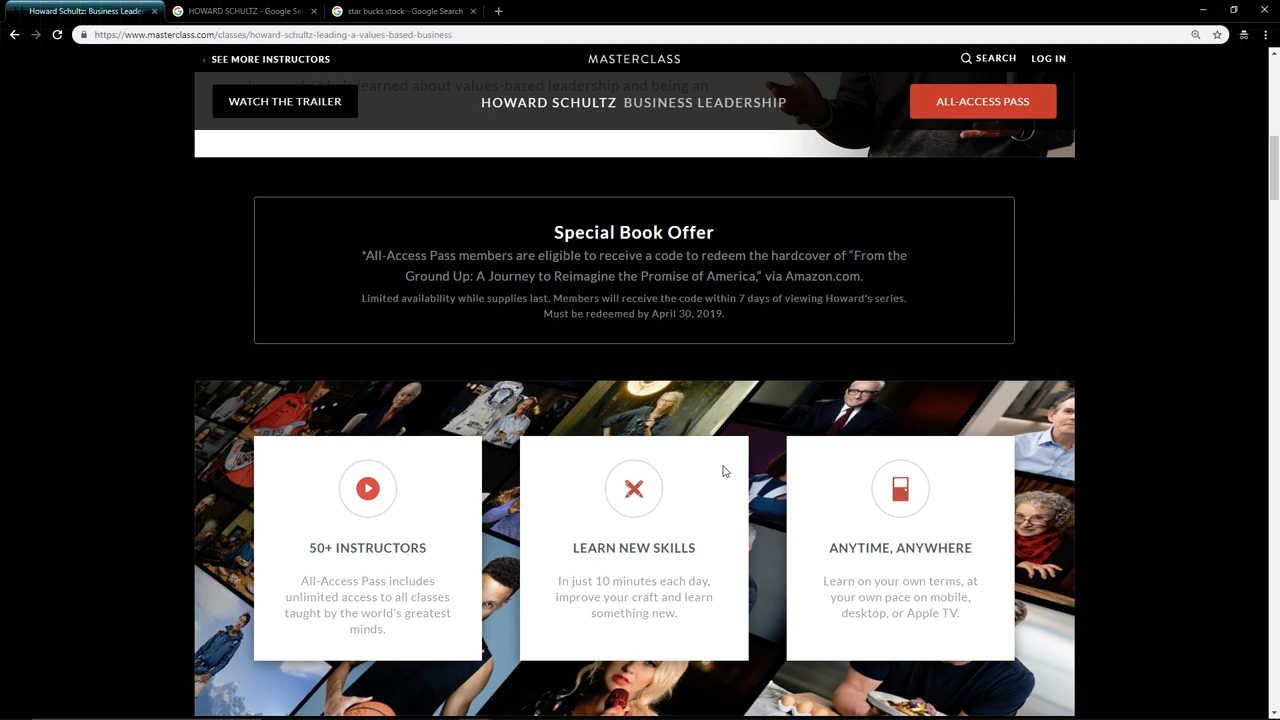 Howard Schultz: Business Leader
HOWARD SCHULTZ - Google Se
star bucks stock - Google Search
https://www.masterclass.com/classes/howard-schultz-leading-a-values-based-business
SEE MORE INSTRUCTORS
MASTERCLASS
SEARCH
LOG IN
learned about values-based leadership and being an
WATCH THE TRAILER
HOWARD SCHULTZ BUSINESS LEADERSHIP
ALL-ACCESS PASS
Special Book Offer
*All-Access Pass members are eligible to receive a code to redeem the hardcover of “From the
Ground Up: A Journey to Reimagine the Promise of America,” via Amazon.com.
Limited availability while supplies last. Members will receive the code within 7 days of viewing Howard's series.
Must be redeemed by April 30, 2019.
50+ INSTRUCTORS
All-Access Pass includes
unlimited access to all classes
taught by the world's greatest
minds.
LEARN NEW SKILLS
In just 10 minutes each day,
improve your craft and learn
something new.
ANYTIME, ANYWHERE
Learn on your own terms, at
your own pace on mobile,
desktop, or Apple TV.